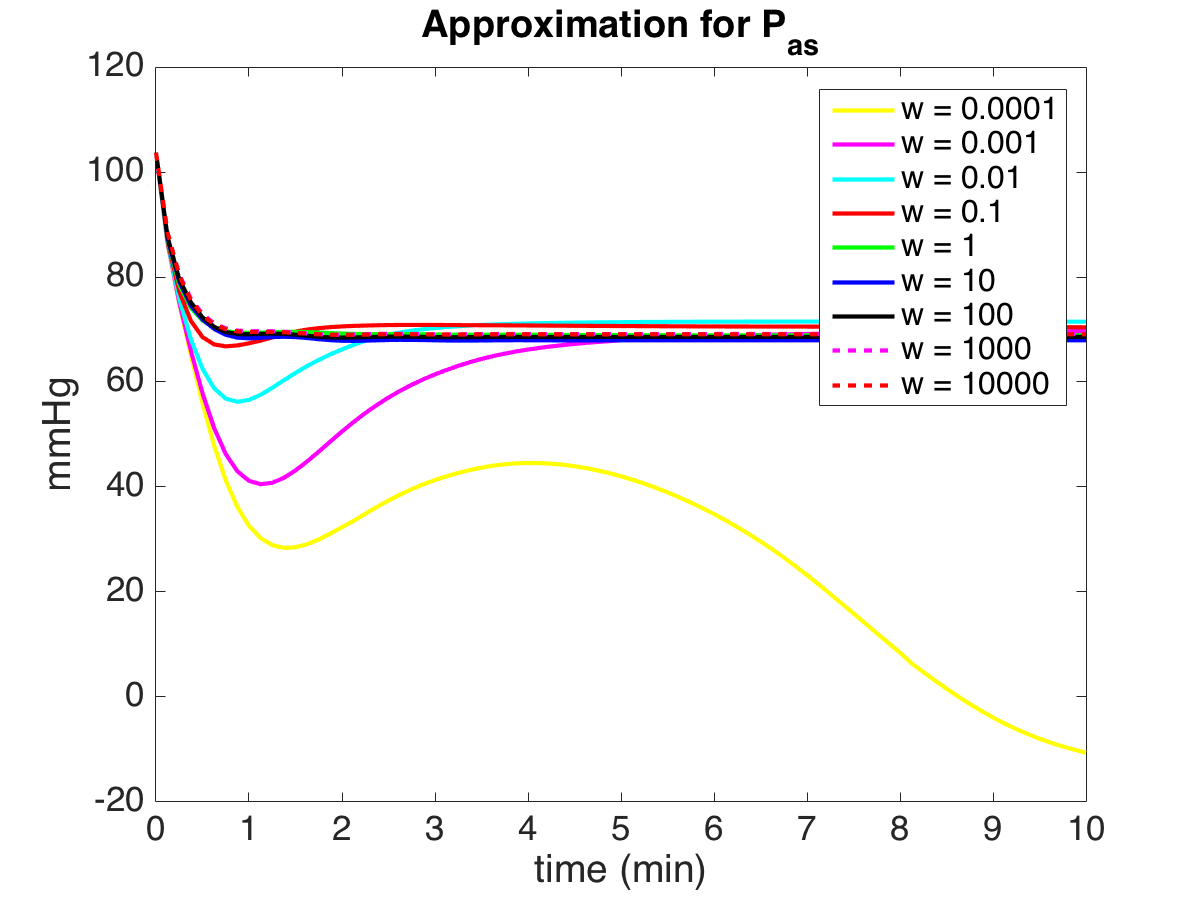 Approximation for P_as
120
100
80
60
40
20
0
-20
mmHg
w = 0.0001
w = 0.001
w = 0.01
w = 0.1
w = 1
w = 10
w = 100
w = 1000
w = 10000
0 1 2 3 4 5 6 7 8 9 10
time (min)